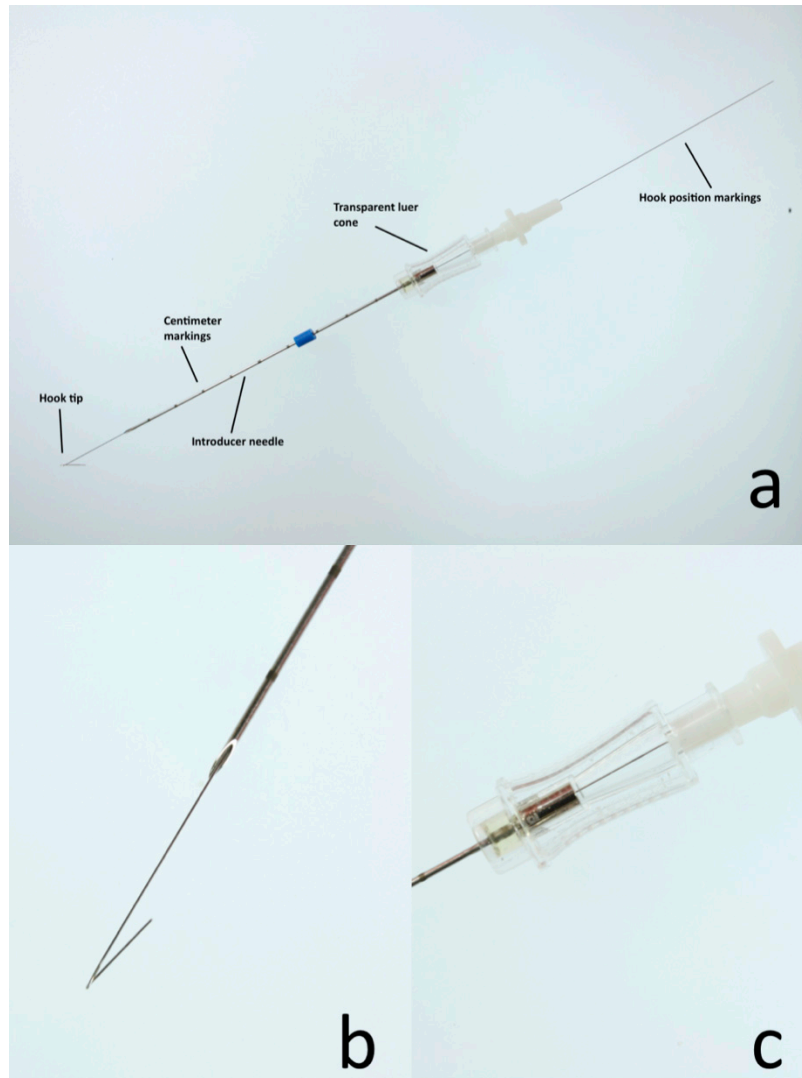 Transparent luer
cone
Hook position markings
Centimeter
markings
Hook tip
Introducer needle
a
b
c